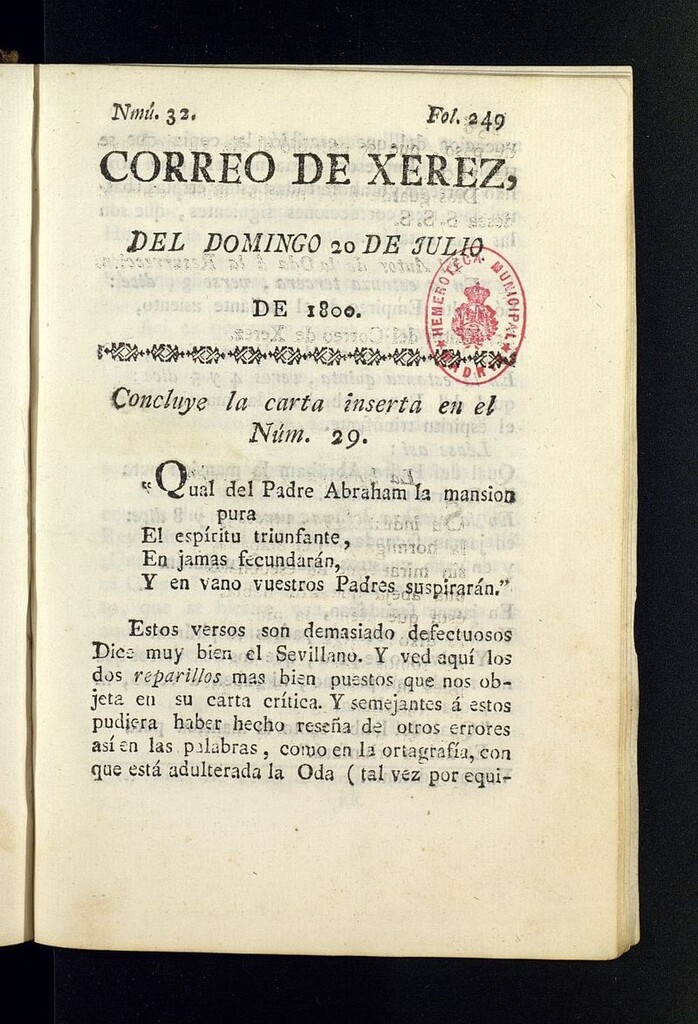 Nmú. 32. Fol. 249
CORREO DE XEREZ,
DEL DOMINGO 20 DE JULIO
DE 1800.
HEMEROTECA MUNICIPAL
MADRID
Concluye la carta inserta en el
Núm. 29.
“Qual del Padre Abraham la mansion
pura
El espíritu triunfante,
En jamas fecundarán,
Y en vano vuestros Padres suspirarán.”
Estos versos son demasiado defectuosos
Dice muy bien el Sevillano. Y ved aquí los
dos reparillos mas bien puestos que nos ob-
jeta en su carta crítica. Y semejantes á estos
pudiera haber hecho reseña de otros errores
así en las palabras, como en la ortagrafía, con
que está adulterada la Oda (tal vez por equi-